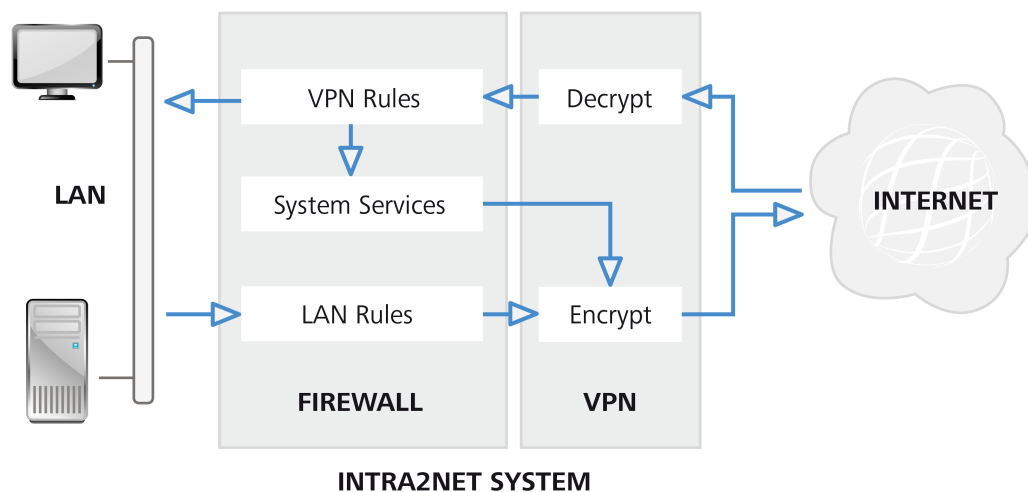 VPN Rules
Decrypt
LAN
System Services
INTERNET
LAN Rules
Encrypt
FIREWALL
VPN
INTRA2NET SYSTEM